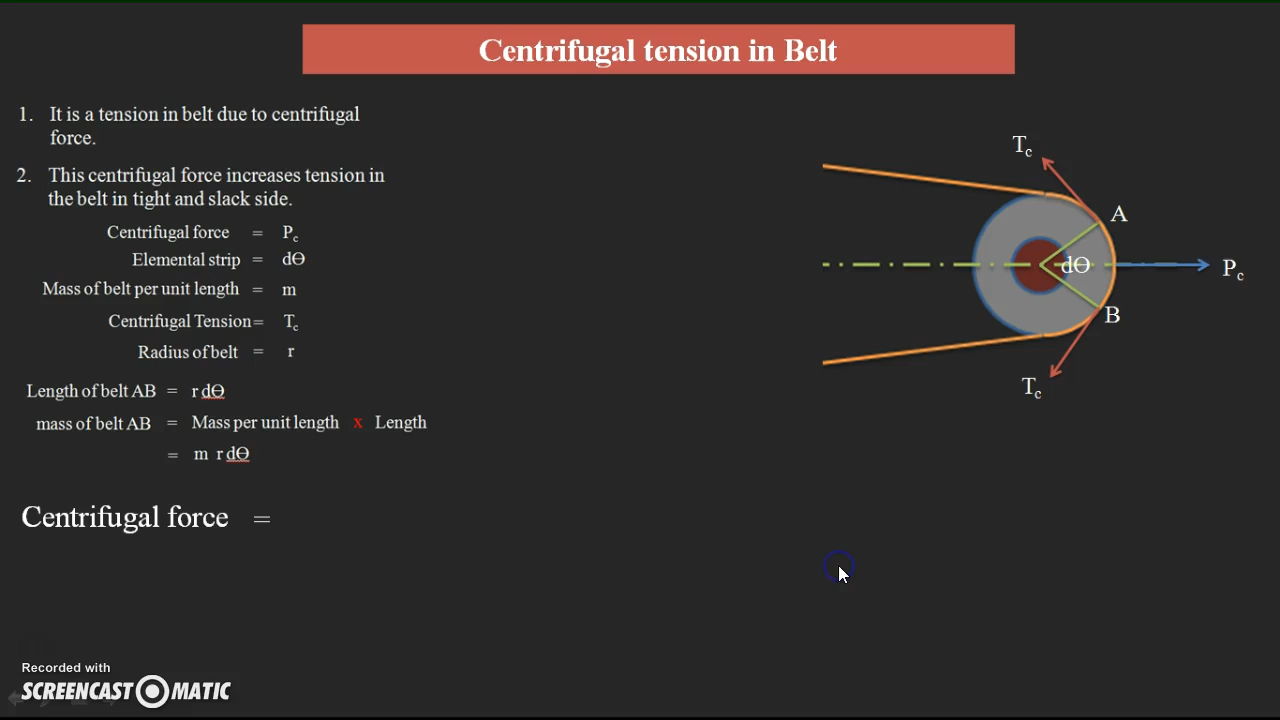 Centrifugal tension in Belt
1. It is a tension in belt due to centrifugal
force.
2. This centrifugal force increases tension in
the belt in tight and slack side.
Centrifugal force = Pc
Elemental strip = dϴ
Mass of belt per unit length = m
Centrifugal Tension = Tc
Radius of belt = r
Length of belt AB = r dϴ
mass of belt AB = Mass per unit length x Length
= m r dϴ
Centrifugal force =
Tc
A
dϴ
Pc
B
Tc
Recorded with
SCREENCAST MATIC